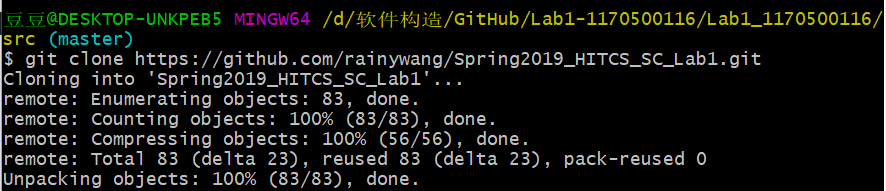 豆豆@DESKTOP-UNKPEB5 MINGW64 /d/软件构造/GitHub/Lab1-1170500116/Lab1_1170500116/
src (master)
$ git clone https://github.com/rainywang/Spring2019_HITCS_SC_Lab1.git
Cloning into 'Spring2019_HITCS_SC_Lab1'...
remote: Enumerating objects: 83, done.
remote: Counting objects: 100% (83/83), done.
remote: Compressing objects: 100% (56/56), done.
remote: Total 83 (delta 23), reused 83 (delta 23), pack-reused 0
Unpacking objects: 100% (83/83), done.